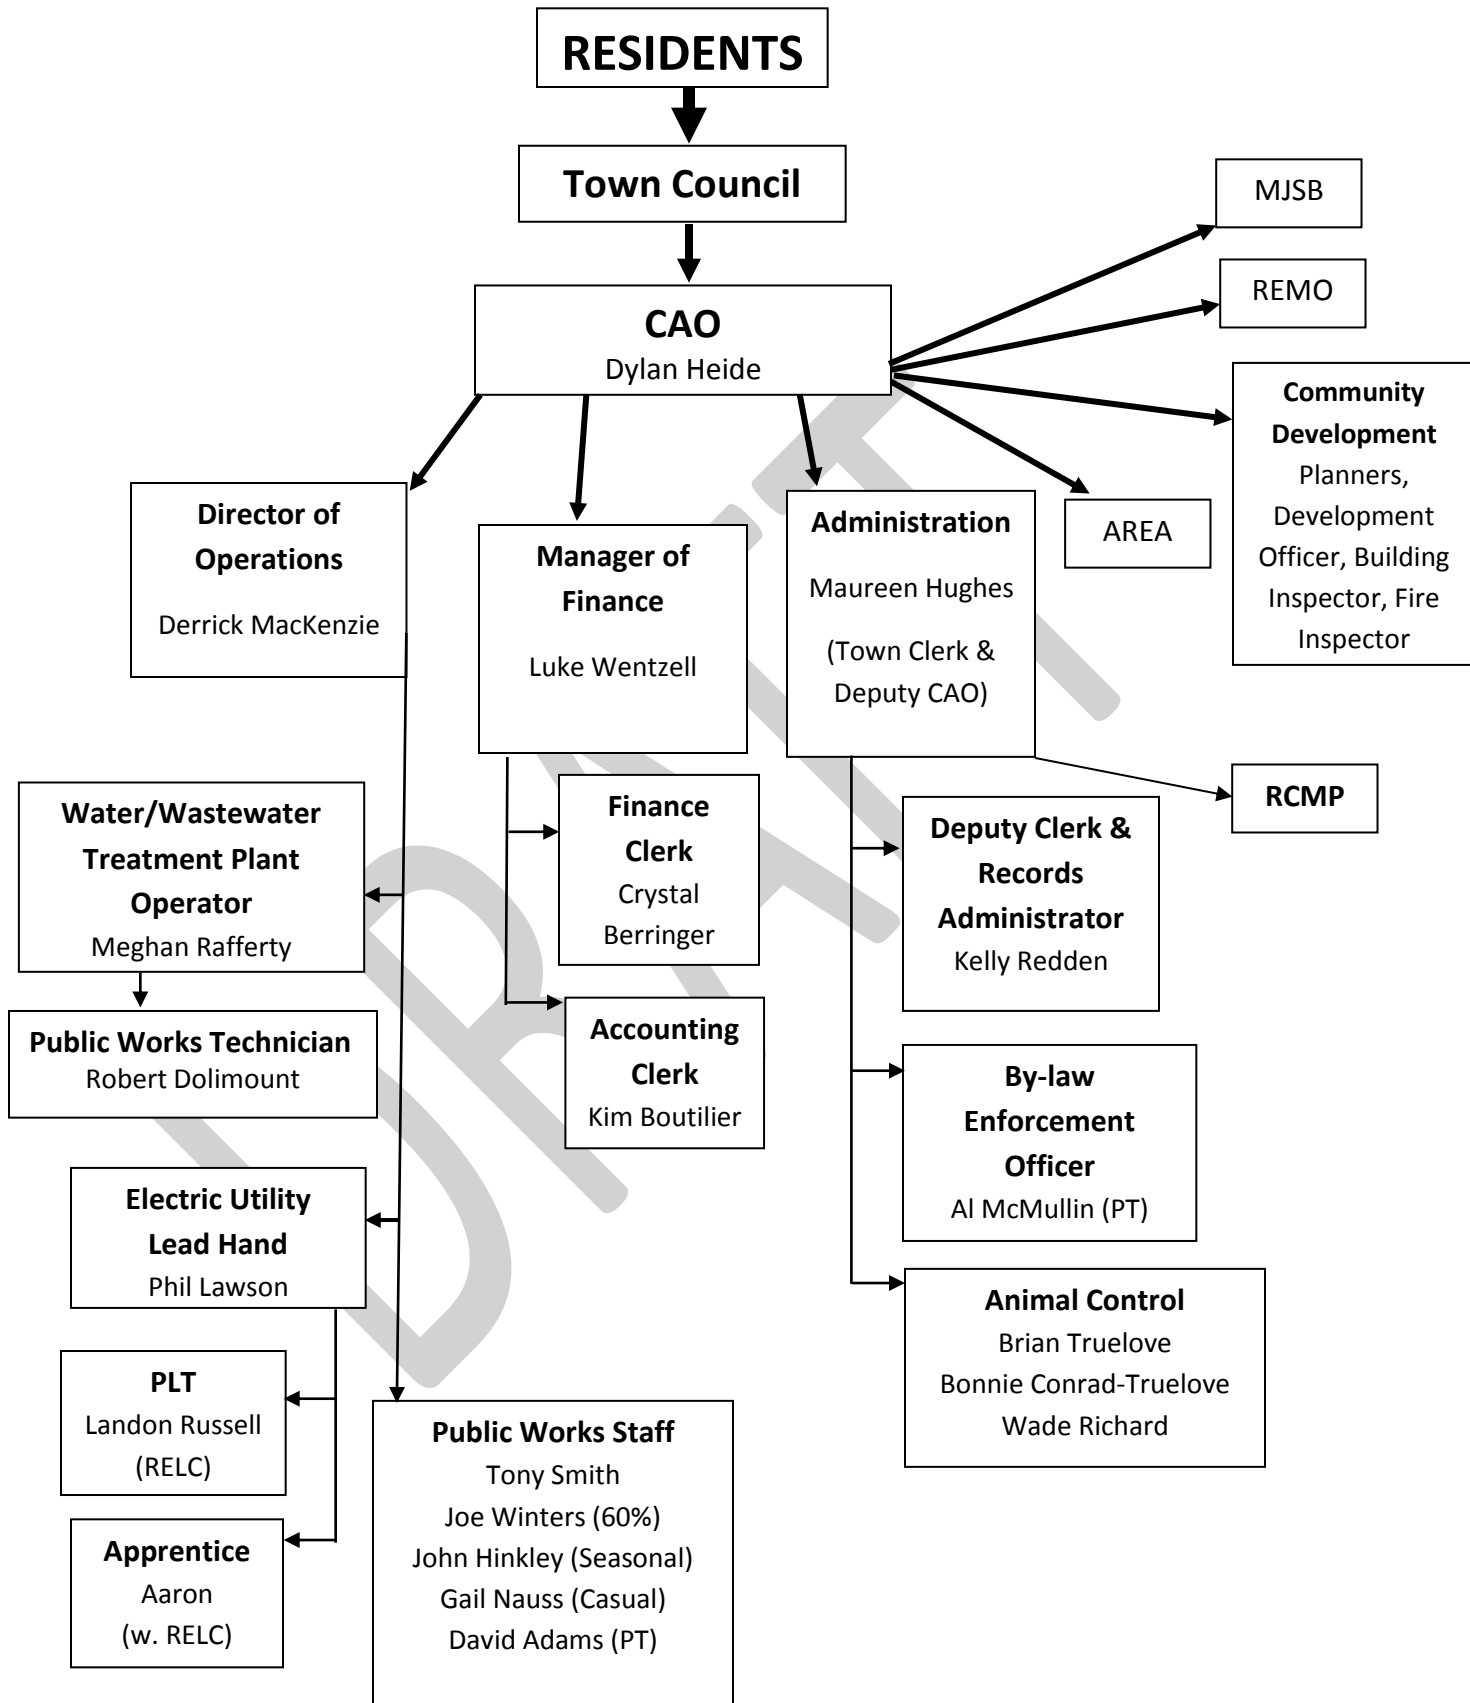 RESIDENTS
Town Council
MJSB
REMO
CAO
Dylan Heide
Community
Development
Planners,
Development
Officer, Building
Inspector, Fire
Inspector
AREA
Director of
Operations
Derrick MacKenzie
Manager of
Finance
Luke Wentzell
Administration
Maureen Hughes
(Town Clerk &
Deputy CAO)
RCMP
Water/Wastewater
Treatment Plant
Operator
Meghan Rafferty
Public Works Technician
Robert Dolimount
Finance
Clerk
Crystal
Berringer
Accounting
Clerk
Kim Boutilier
Deputy Clerk &
Records
Administrator
Kelly Redden
By-law
Enforcement
Officer
Al McMullin (PT)
Animal Control
Brian Truelove
Bonnie Conrad-Truelove
Wade Richard
Electric Utility
Lead Hand
Phil Lawson
PLT
Landon Russell
(RELC)
Apprentice
Aaron
(w. RELC)
Public Works Staff
Tony Smith
Joe Winters (60%)
John Hinkley (Seasonal)
Gail Nauss (Casual)
David Adams (PT)
DRAFT